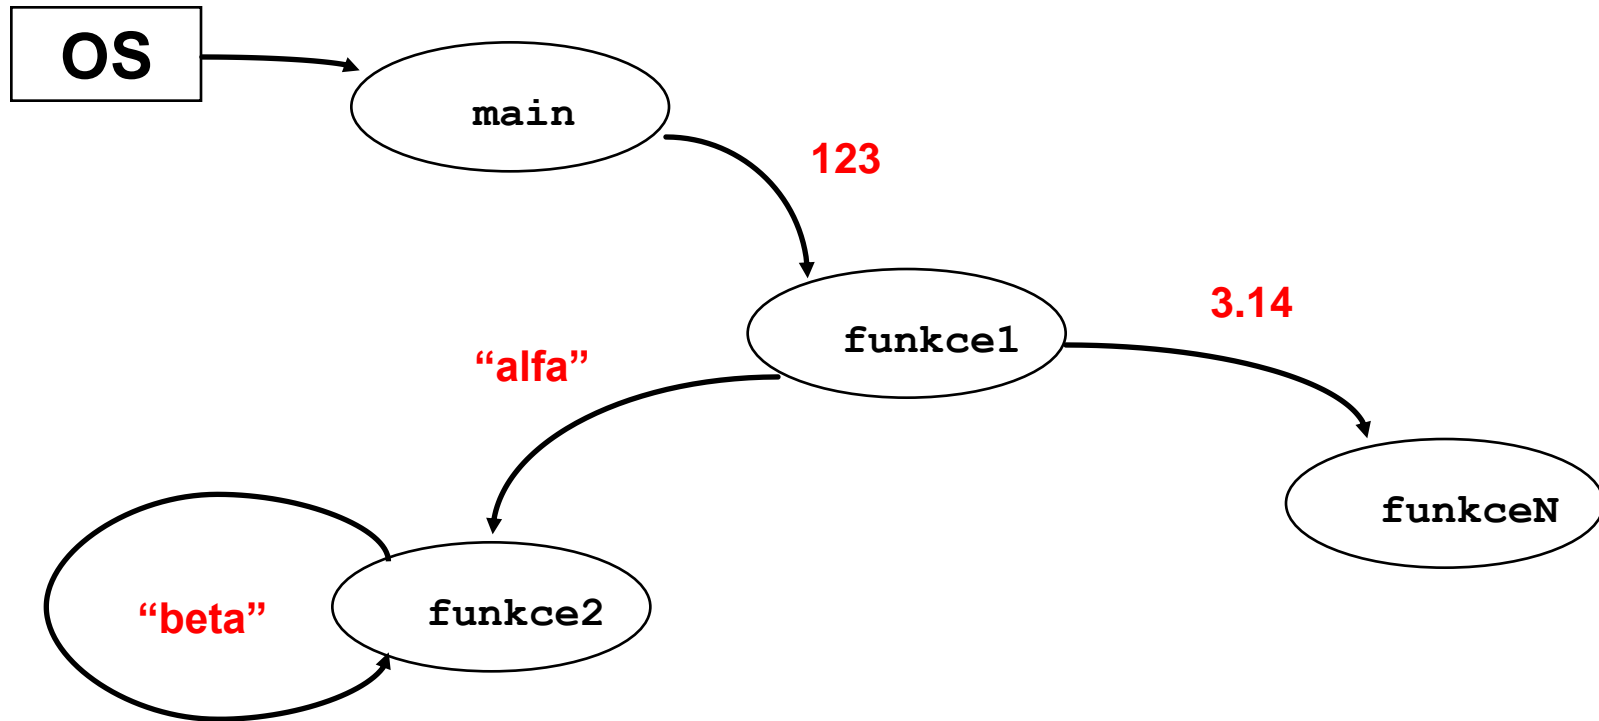 OS
main
123
funkce1
3.14
“alfa”
funkceN
“beta”
funkce2